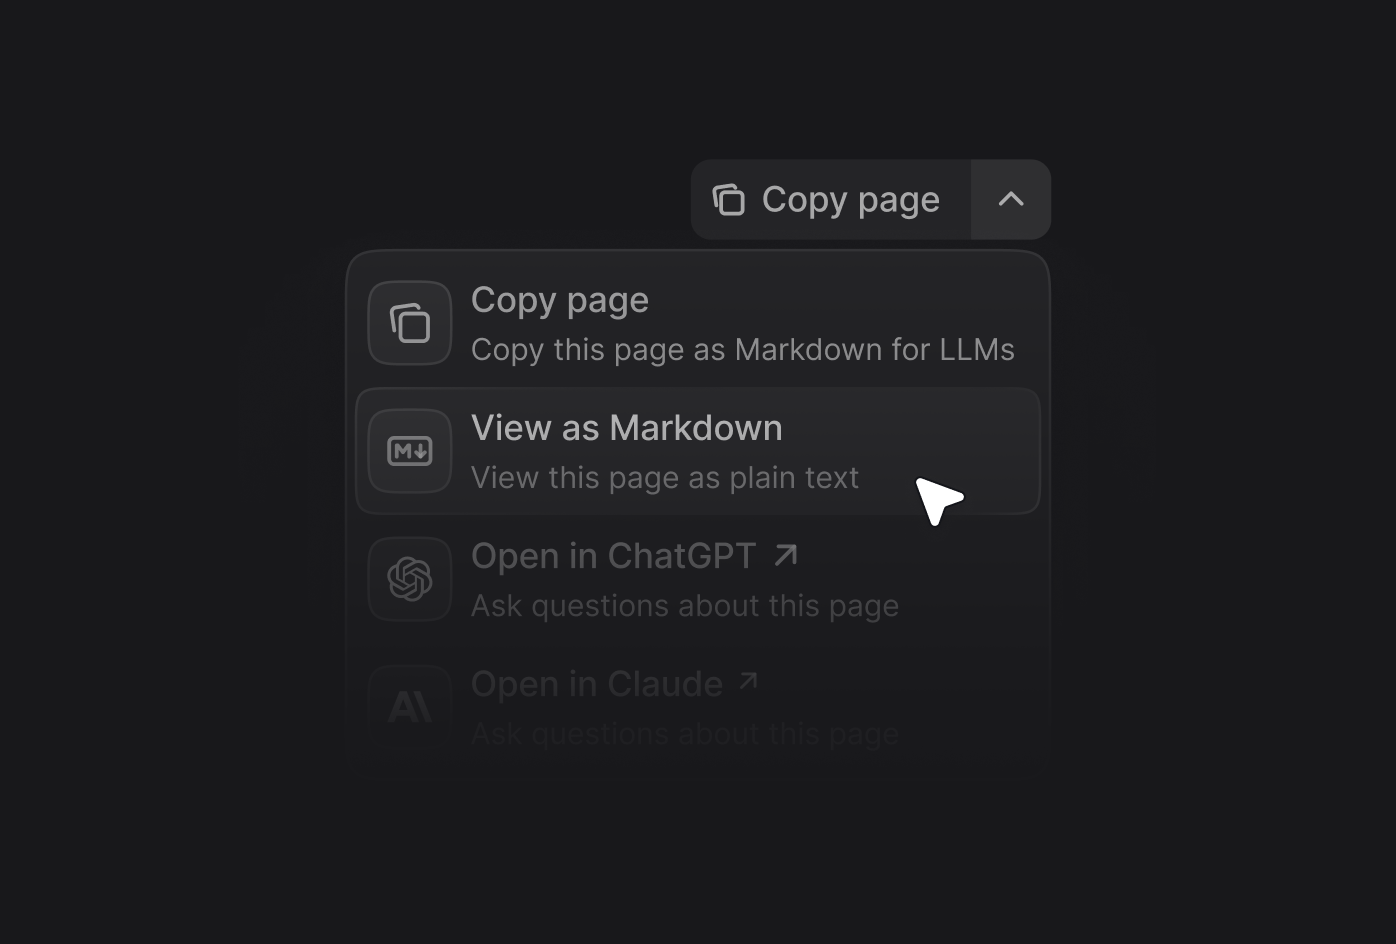 Copy page
Copy page
Copy this page as Markdown for LLMs
View as Markdown
View this page as plain text
Open in ChatGPT
Ask questions about this page
Open in Claude
Ask questions about this page